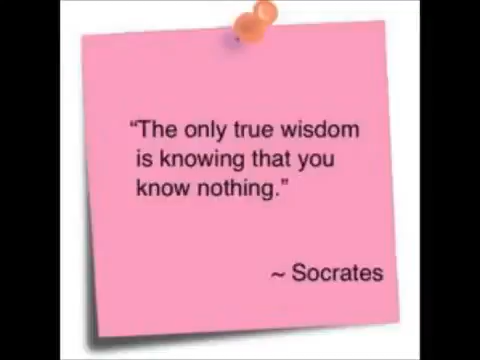 “The only true wisdom
is knowing that you
know nothing.”
~ Socrates